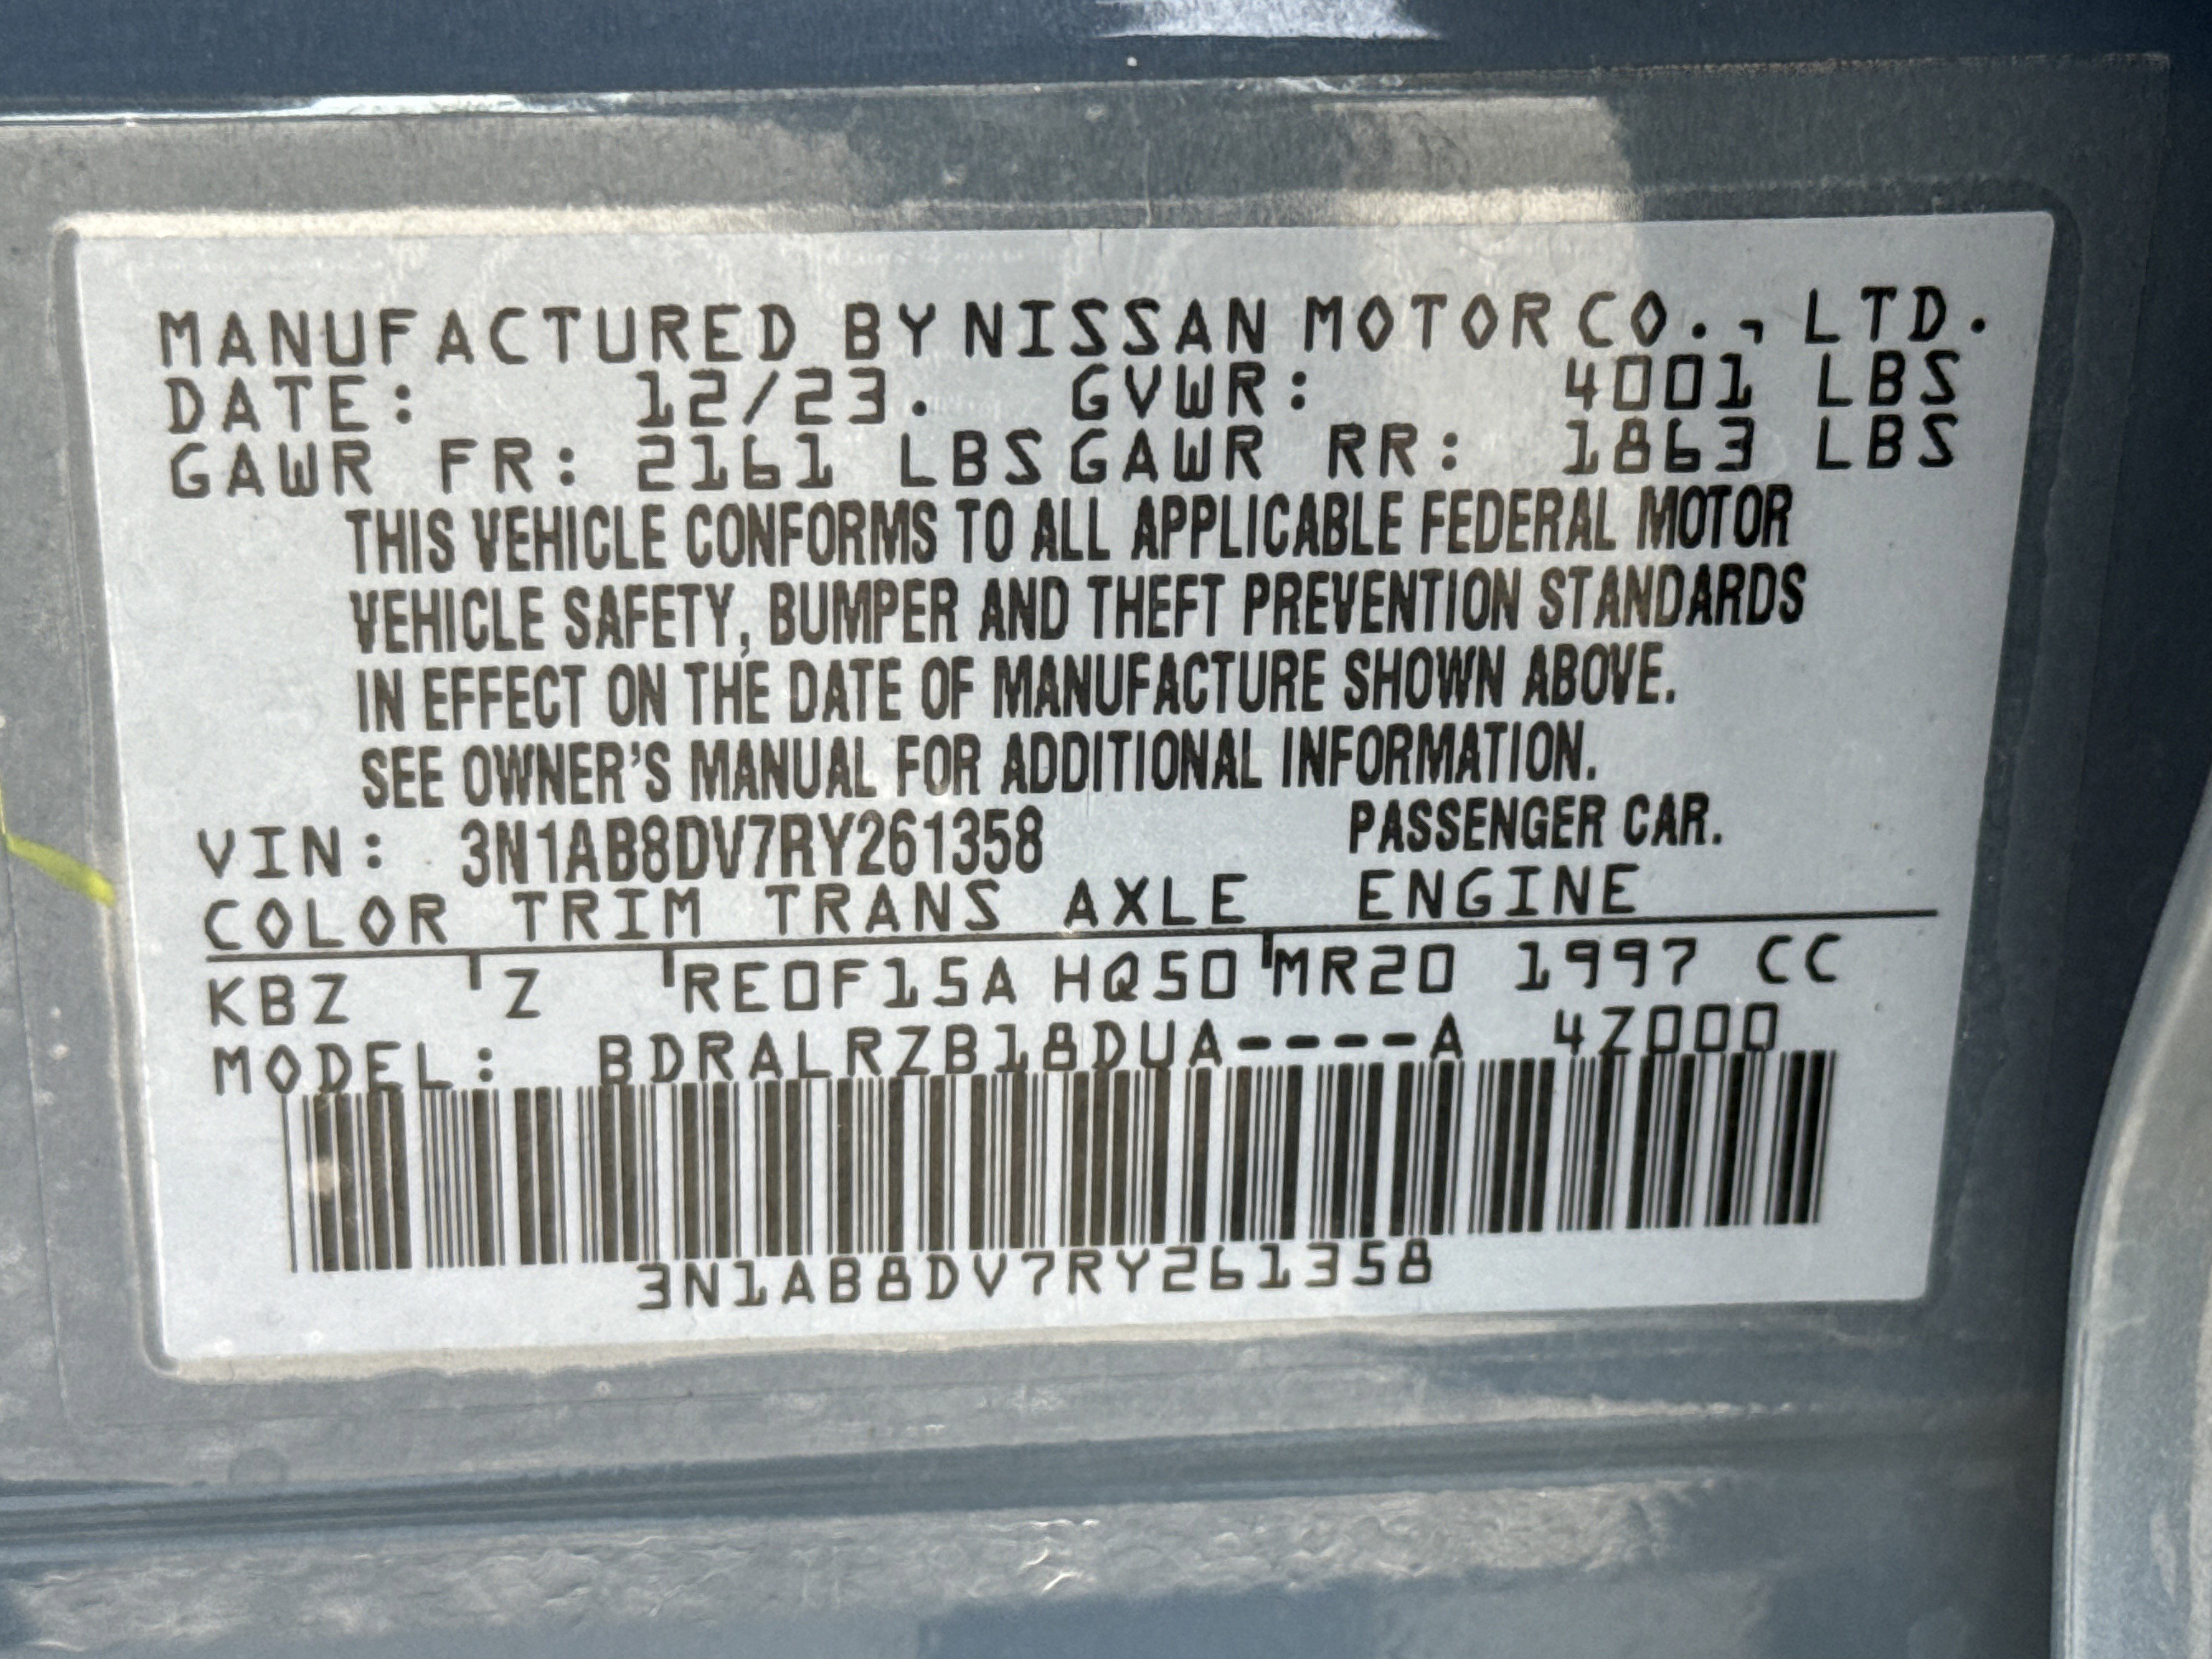 MANUFACTURED BY NISSAN MOTOR CO., LTD.
DATE: 12/23. GVWR: 4001 LBS
GAWR FR: 2161 LBS GAWR RR: 1863 LBS
THIS VEHICLE CONFORMS TO ALL APPLICABLE FEDERAL MOTOR
VEHICLE SAFETY, BUMPER AND THEFT PREVENTION STANDARDS
IN EFFECT ON THE DATE OF MANUFACTURE SHOWN ABOVE.
SEE OWNER'S MANUAL FOR ADDITIONAL INFORMATION.
VIN: 3N1AB8DV7RY261358 PASSENGER CAR.
COLOR TRIM TRANS AXLE ENGINE
KBZ Z RE0F15A HQ50 MR20 1997 CC
MODEL: BDRALRZB18DUA----A 4Z000
3N1AB8DV7RY261358